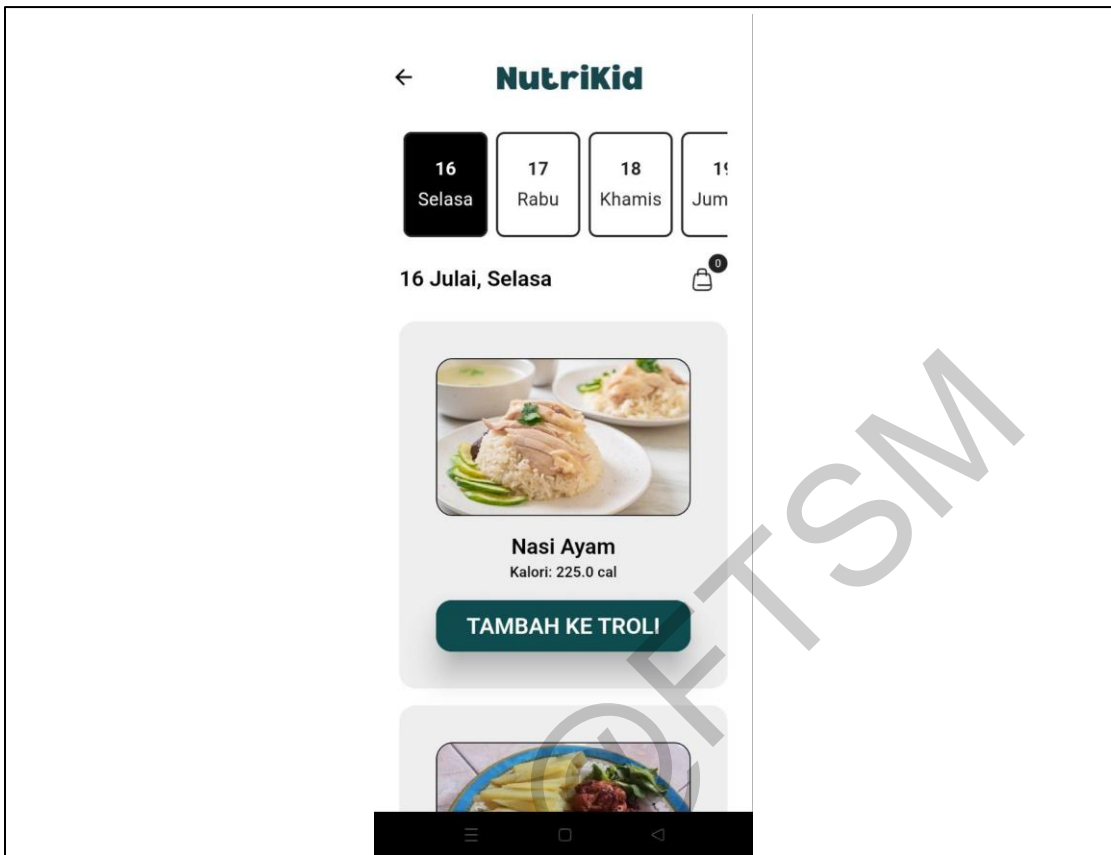 NutriKid
16 17 18
Selasa Rabu Khamis Jum
16 Julai, Selasa
0
Nasi Ayam
Kalori: 225.0 cal
TAMBAH KE TROLI
@FTSM